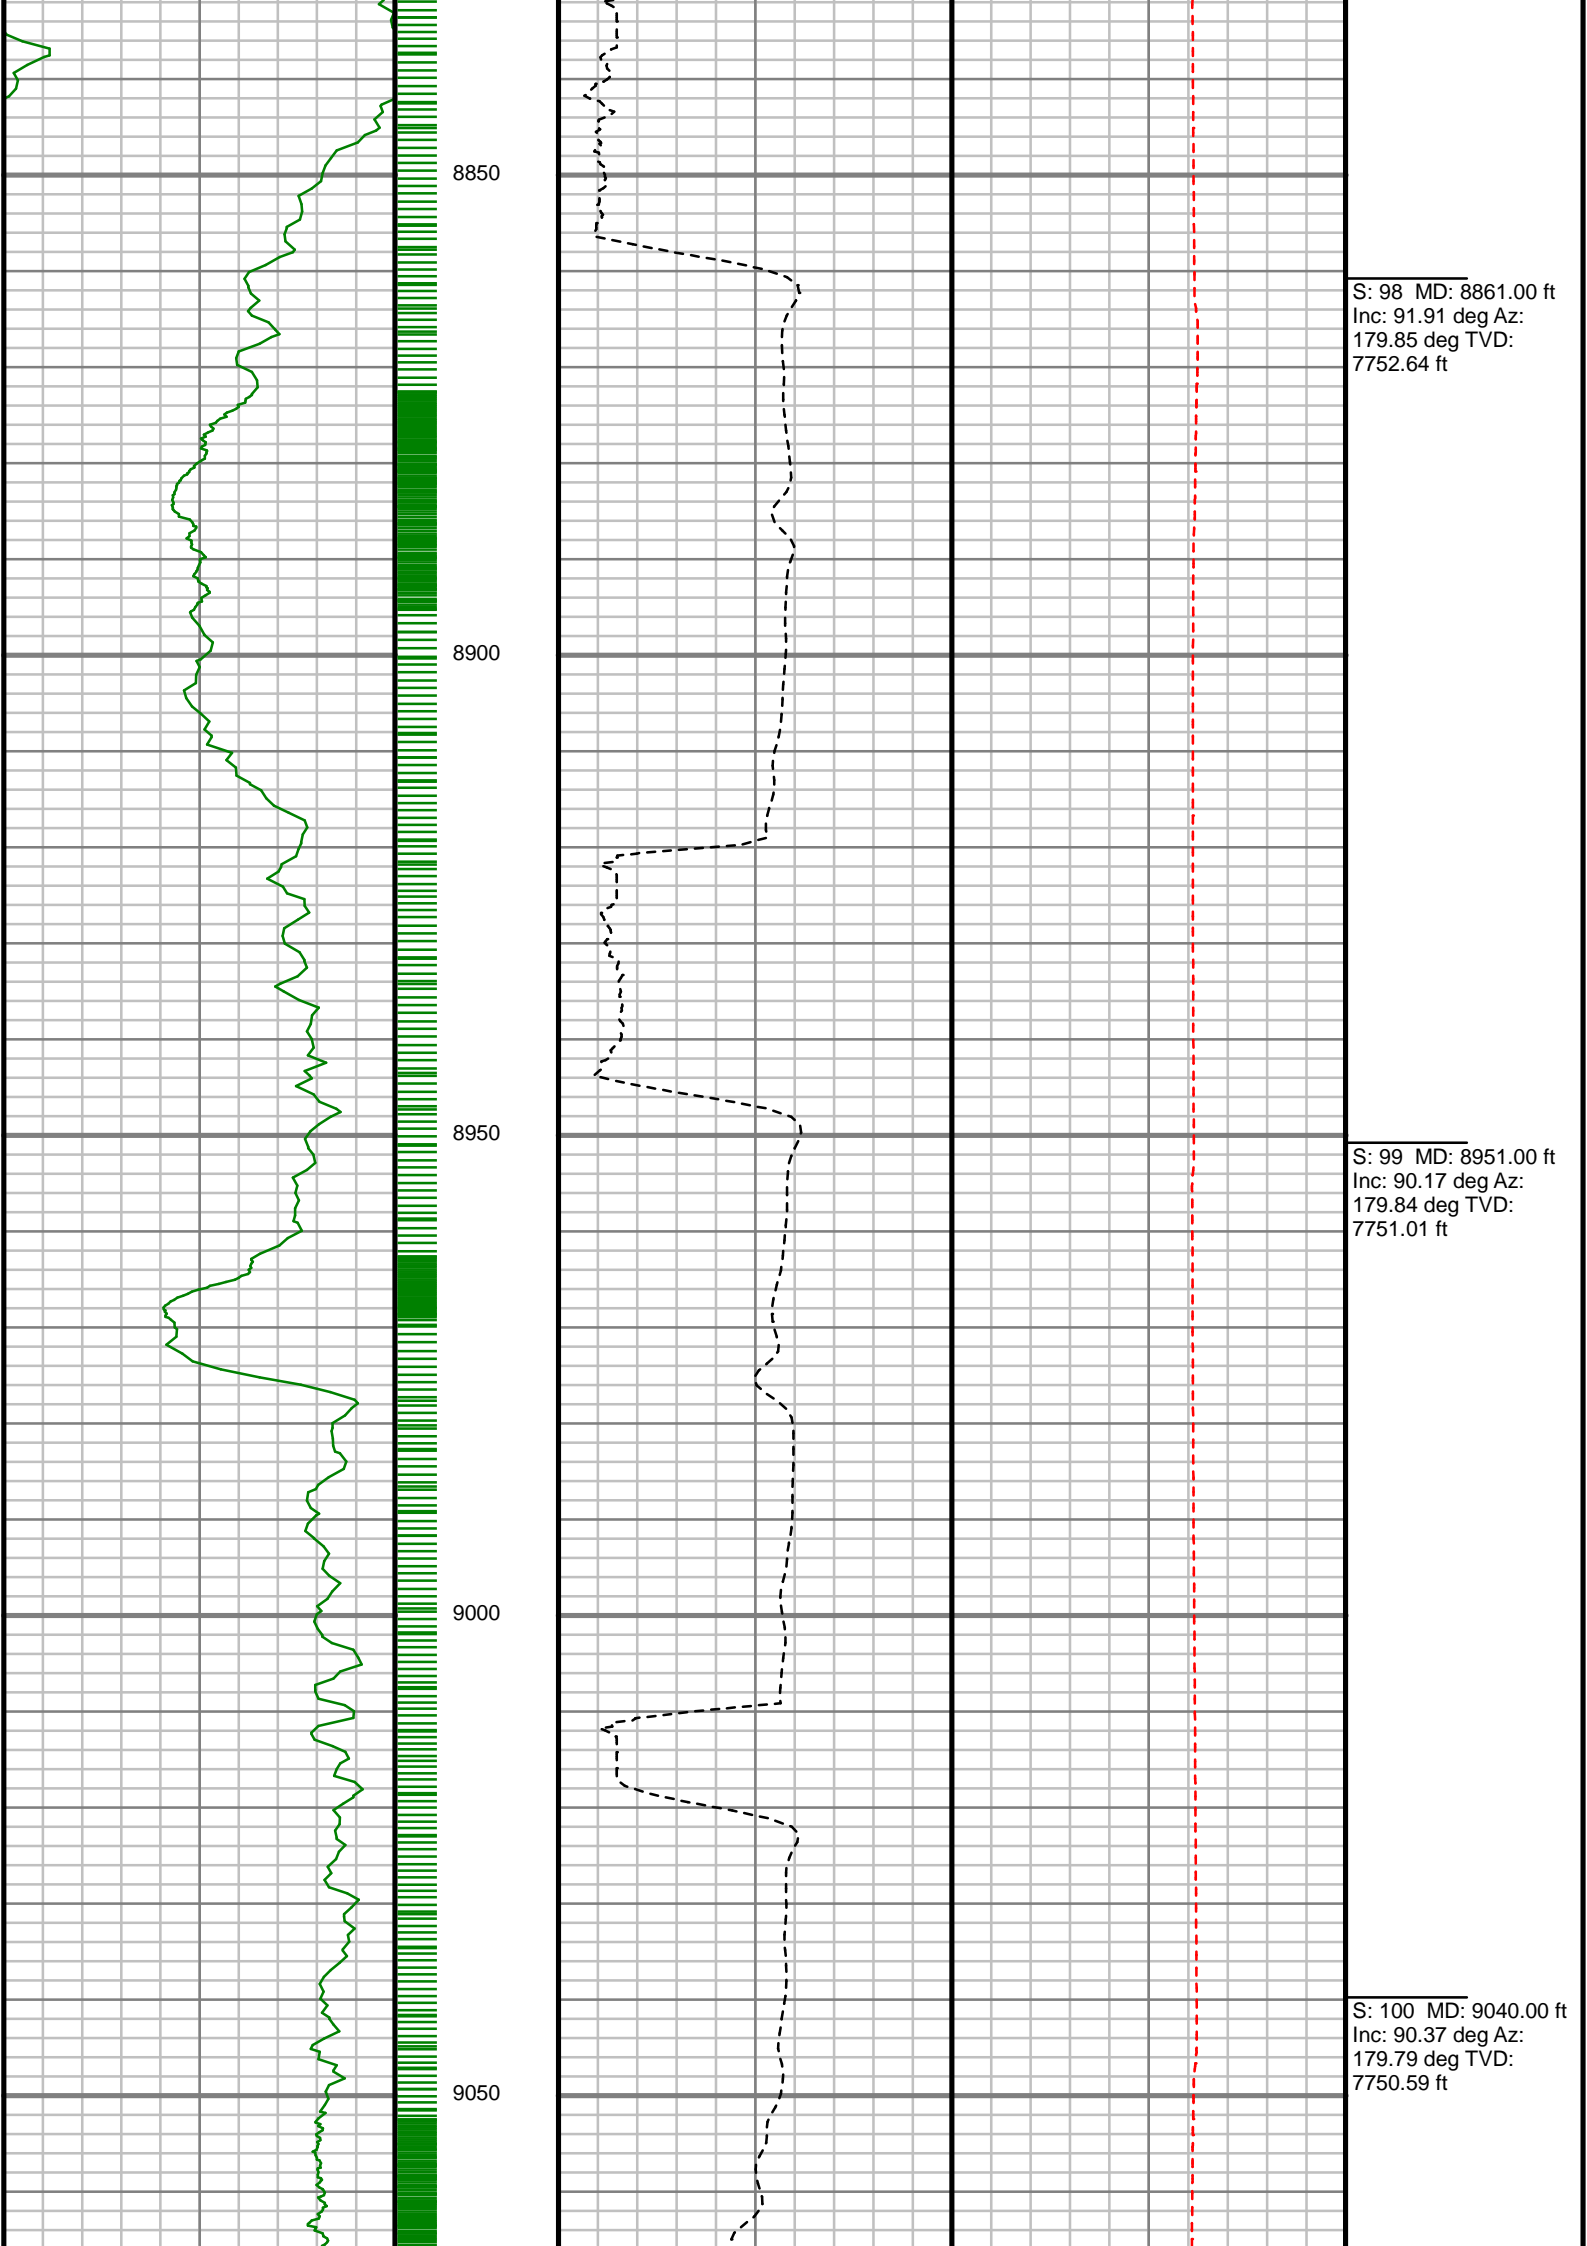 8850
S: 98 MD: 8861.00 ft
Inc: 91.91 deg Az:
179.85 deg TVD:
7752.64 ft
8900
8950
S: 99 MD: 8951.00 ft
Inc: 90.17 deg Az:
179.84 deg TVD:
7751.01 ft
9000
S: 100 MD: 9040.00 ft
Inc: 90.37 deg Az:
179.79 deg TVD:
7750.59 ft
9050